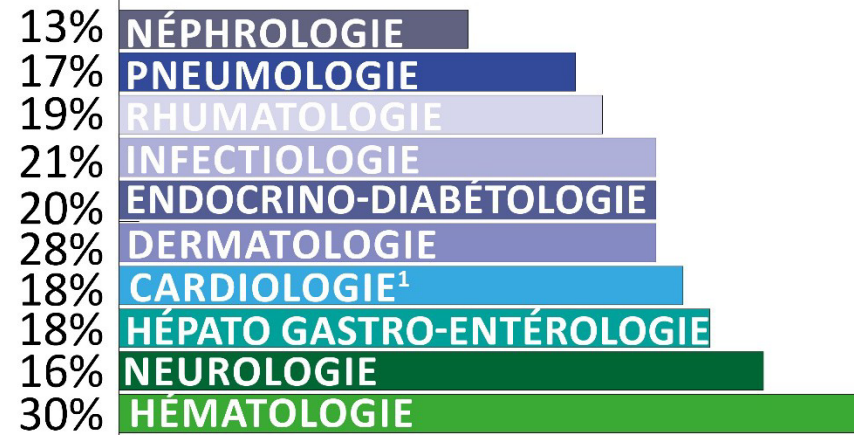 13% NÉPHROLOGIE
17% PNEUMOLOGIE
19% RHUMATOLOGIE
21% INFECTIOLOGIE
20% ENDOCRINO-DIABÉTOLOGIE
28% DERMATOLOGIE
18% CARDIOLOGIE¹
18% HÉPATO GASTRO-ENTÉROLOGIE
16% NEUROLOGIE
30% HÉMATOLOGIE